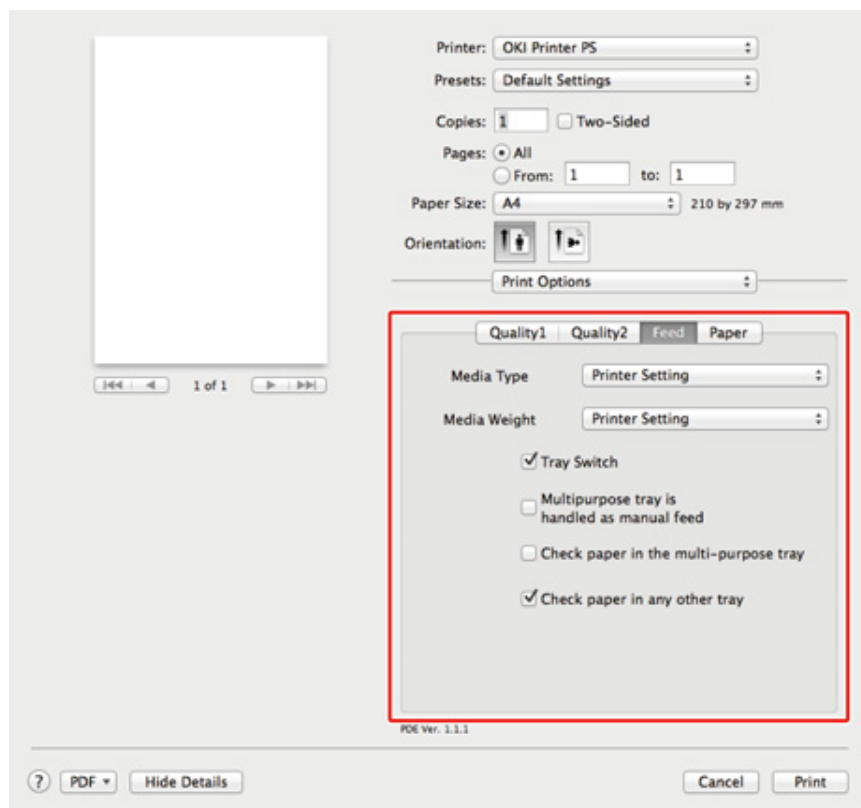 Printer: OKI Printer PS
Presets: Default Settings
Copies: 1 Two-Sided
Pages: All
From: 1 to: 1
Paper Size: A4 210 by 297 mm
Orientation:
Print Options
Quality1 Quality2 Feed Paper
Media Type Printer Setting
Media Weight Printer Setting
Tray Switch
Multipurpose tray is
handled as manual feed
Check paper in the multi-purpose tray
Check paper in any other tray
1 of 1
PDE Ver. 1.1.1
? PDF Hide Details Cancel Print